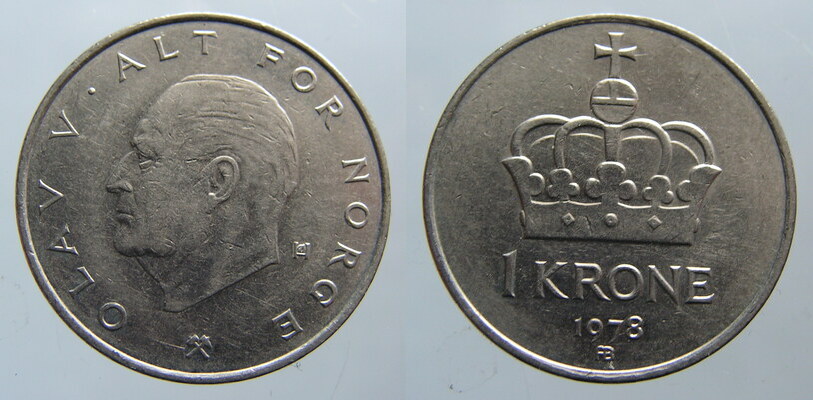 OLAV V · ALT FOR NORGE
1 KRONE
1978